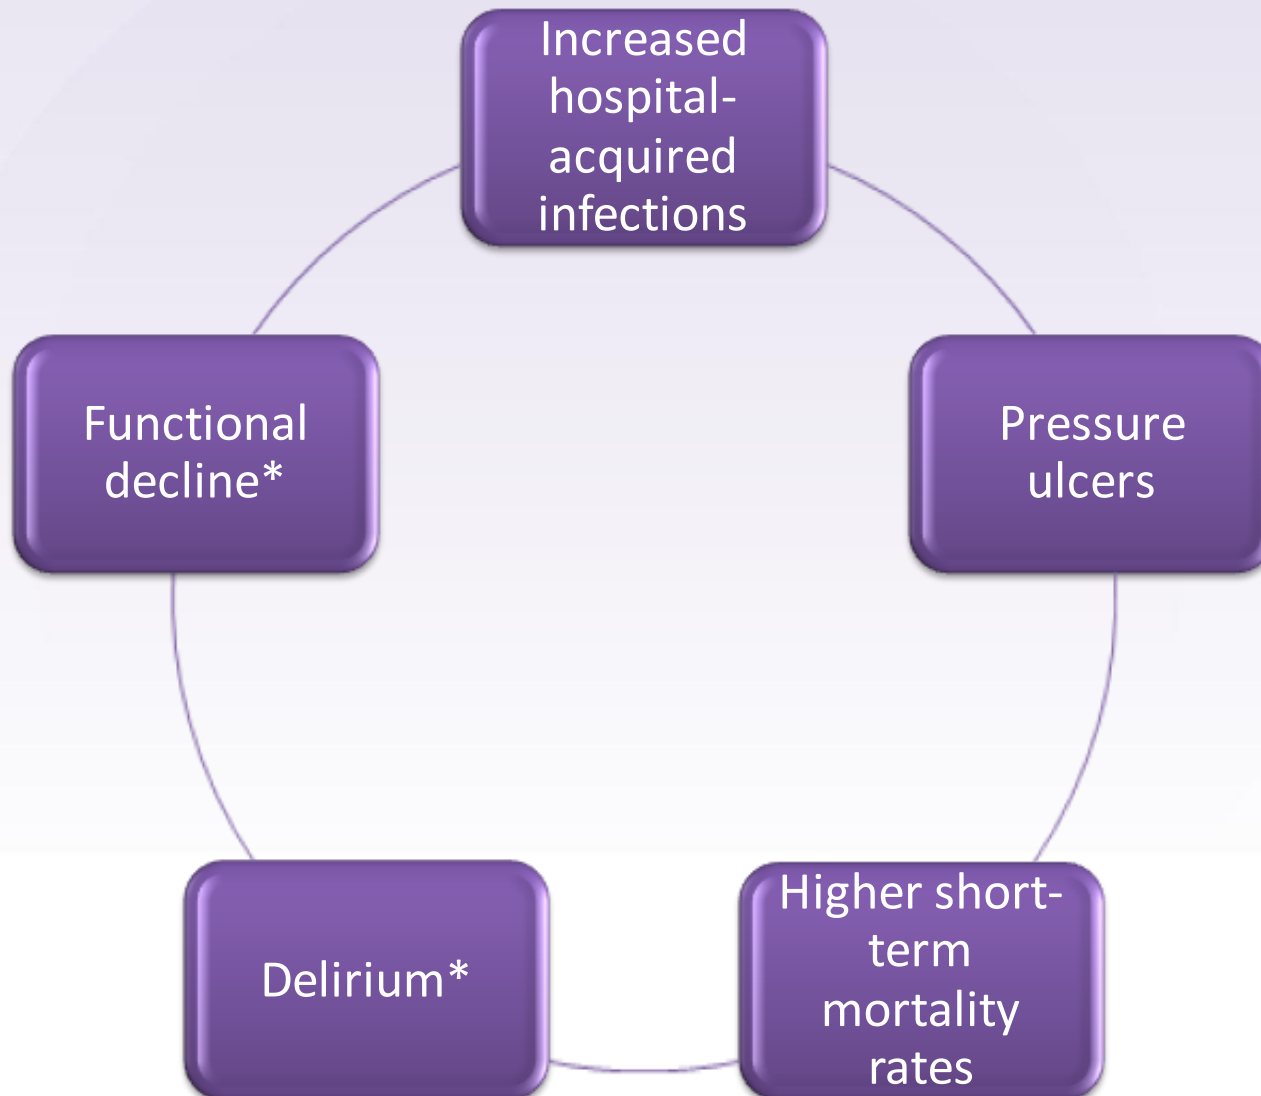 Increased
hospital-
acquired
infections
Pressure
ulcers
Higher short-
term
mortality
rates
Delirium*
Functional
decline*